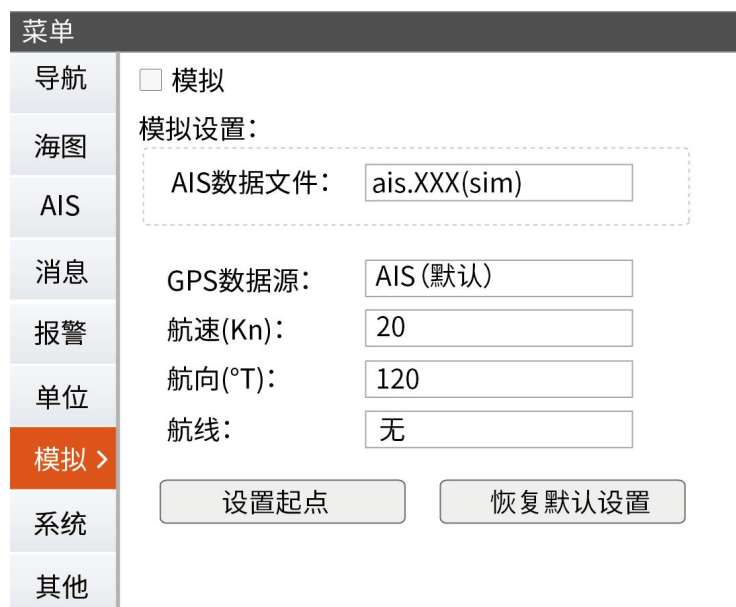 菜单
导航
海图
AIS
消息
报警
单位
模拟 >
系统
其他
模拟
模拟设置：
AIS数据文件： ais.XXX(sim)
GPS数据源： AIS（默认）
航速(Kn)： 20
航向(°T)： 120
航线： 无
设置起点 恢复默认设置